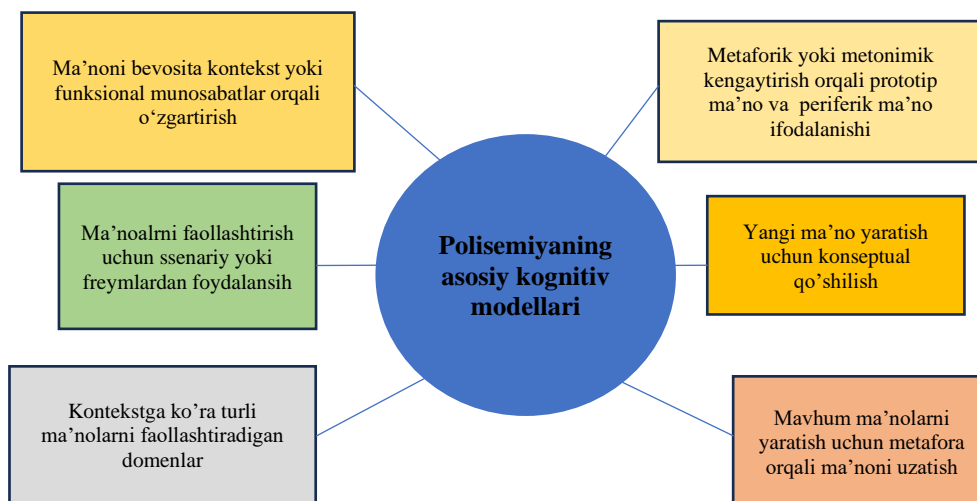 Ma’noni bevosita kontekst yoki
funksional munosabatlar orqali
o‘zgartirish
Metaforik yoki metonimik
kengaytirish orqali prototip
ma’no va periferik ma’no
ifodalanishi
Ma’noalrni faollashtirish
uchun ssenariy yoki
freymlardan foydalansih
Polisemiyaning
asosiy kognitiv
modellari
Yangi ma’no yaratish
uchun konseptual
qo’shilish
Kontekstga ko’ra turli
ma’nolarni faollashtiradigan
domenlar
Mavhum ma’nolarni
yaratish uchun metafora
orqali ma’noni uzatish